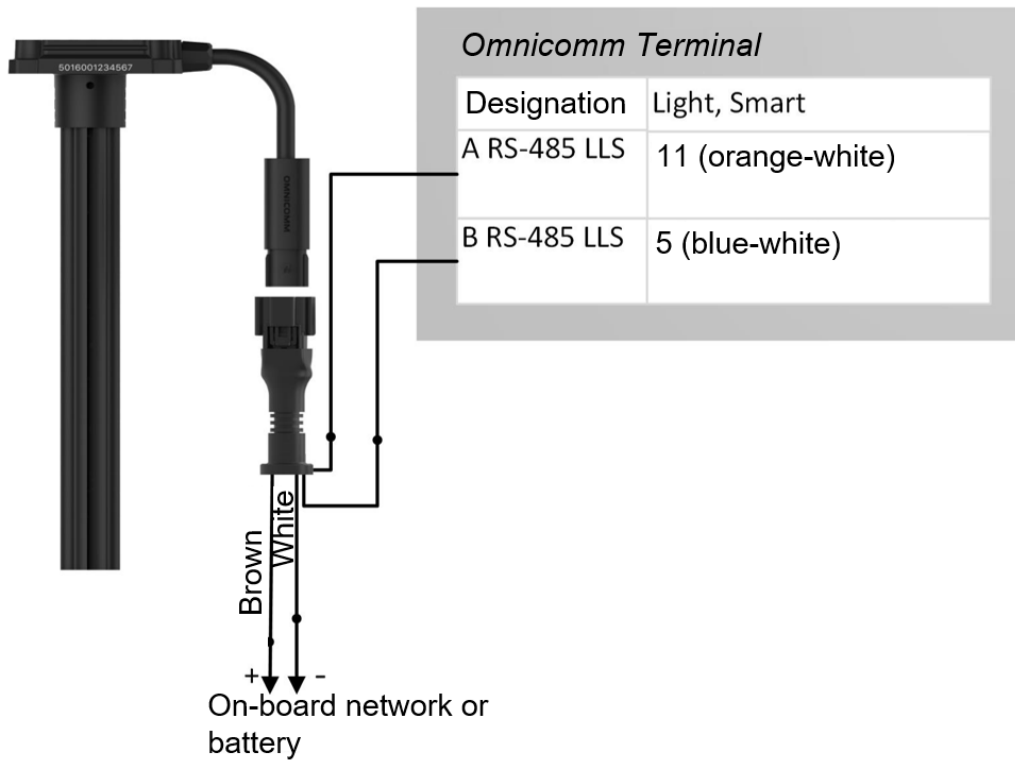 5016001234567
OMNICOMM
Omnicomm Terminal
Designation Light, Smart
A RS-485 LLS 11 (orange-white)
B RS-485 LLS 5 (blue-white)
Brown
White
+ -
On-board network or
battery